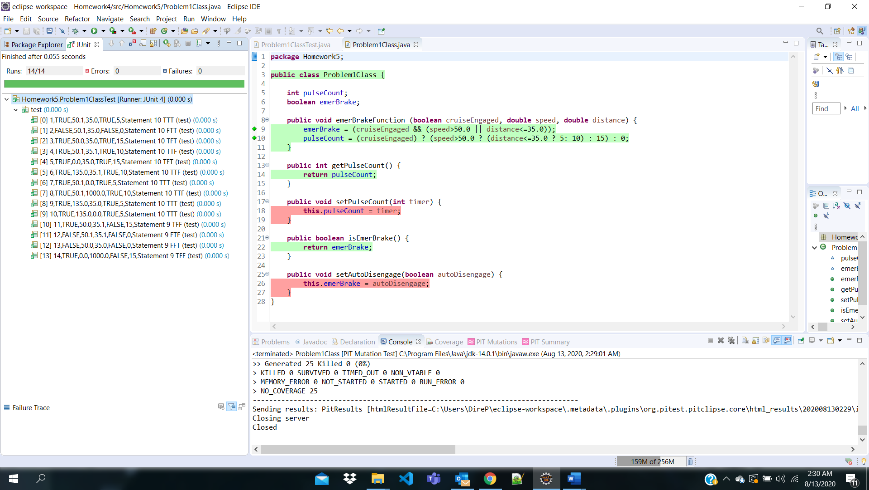 eclipse-workspace - Homework4/src/Homework5/Problem1Class.java - Eclipse IDE
File Edit Source Refactor Navigate Search Project Run Window Help
Package Explorer JUnit
Finished after 0.055 seconds
Runs: 14/14 Errors: 0 Failures: 0
Homework5.Problem1ClassTest [Runner: JUnit 4] (0.000 s)
test (0.000 s)
[0] 1,TRUE,50.1,35.0,TRUE,5,Statement 10 TTT (test) (0.000 s)
[1] 2,FALSE,50.1,35.0,FALSE,0,Statement 10 FTT (test) (0.000 s)
[2] 3,TRUE,50.0,35.0,TRUE,15,Statement 10 TFT (test) (0.000 s)
[3] 4,TRUE,50.1,35.1,TRUE,10,Statement 10 TTF (test) (0.000 s)
[4] 5,TRUE,0.0,35.0,TRUE,15,Statement 10 TFT (test) (0.000 s)
[5] 6,TRUE,135.0,35.1,TRUE,10,Statement 10 TTF (test) (0.000 s)
[6] 7,TRUE,50.1,0.0,TRUE,5,Statement 10 TTT (test) (0.000 s)
[7] 8,TRUE,50.1,1000.0,TRUE,10,Statement 10 TTF (test) (0.000 s)
[8] 9,TRUE,135.0,35.0,TRUE,5,Statement 10 TTT (test) (0.000 s)
[9] 10,TRUE,135.0,0.0,TRUE,5,Statement 10 TTT (test) (0.000 s)
[10] 11,TRUE,50.0,35.1,FALSE,15,Statement 9 TFF (test) (0.000 s)
[11] 12,FALSE,50.1,35.1,FALSE,0,Statement 9 FTF (test) (0.000 s)
[12] 13,FALSE,50.0,35.0,FALSE,0,Statement 9 FFT (test) (0.000 s)
[13] 14,TRUE,0.0,1000.0,FALSE,15,Statement 9 TFF (test) (0.000 s)
Failure Trace
Problem1ClassTest.java Problem1Class.java
1 package Homework5;
2
3 public class Problem1Class {
4
5 int pulseCount;
6 boolean emerBrake;
7
8 public void emerBrakeFunction (boolean cruiseEngaged, double speed, double distance) {
9 emerBrake = (cruiseEngaged && (speed>50.0 || distance<=35.0));
10 pulseCount = (cruiseEngaged) ? (speed>50.0 ? (distance<=35.0 ? 5: 10) : 15) : 0;
11 }
12
13 public int getPulseCount() {
14 return pulseCount;
15 }
16
17 public void setPulseCount(int timer) {
18 this.pulseCount = timer;
19 }
20
21 public boolean isEmerBrake() {
22 return emerBrake;
23 }
24
25 public void setAutoDisengage(boolean autoDisengage) {
26 this.emerBrake = autoDisengage;
27 }
28 }
Problems Javadoc Declaration Console Coverage PIT Mutations PIT Summary
<terminated> Problem1Class [PIT Mutation Test] C:\Program Files\Java\jdk-14.0.1\bin\javaw.exe (Aug 13, 2020, 2:29:01 AM)
>> Generated 25 Killed 0 (0%)
> KILLED 0 SURVIVED 0 TIMED_OUT 0 NON_VIABLE 0
> MEMORY_ERROR 0 NOT_STARTED 0 STARTED 0 RUN_ERROR 0
> NO_COVERAGE 25
--------------------------------------------------------------------------------
Sending results: PitResults [htmlResultFile=C:\Users\DireP\eclipse-workspace\.metadata\.plugins\org.pitest.pitclipse.core\html_results\202008130229\i
Closing server
Closed
Ta...
Find All
O...
Homewo
Problem
pulse
emerl
emerl
getPu
setPul
isEme
setAu
159M of 256M
2:30 AM
8/13/2020